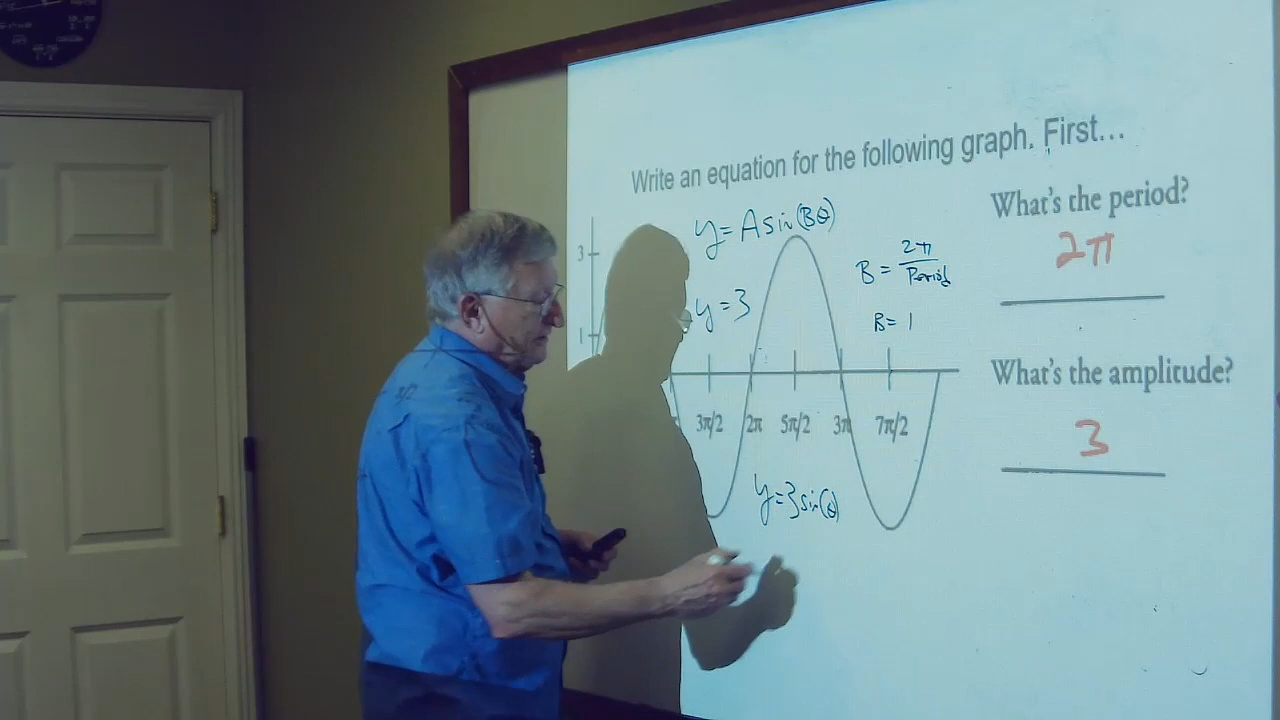 Write an equation for the following graph. First...
What's the period?
2π
y = A sin(Bθ)
B = 2π/Period
y = 3
B = 1
3
1
What's the amplitude?
3
3π/2 2π 5π/2 3π 7π/2
y = 3 sin(θ)